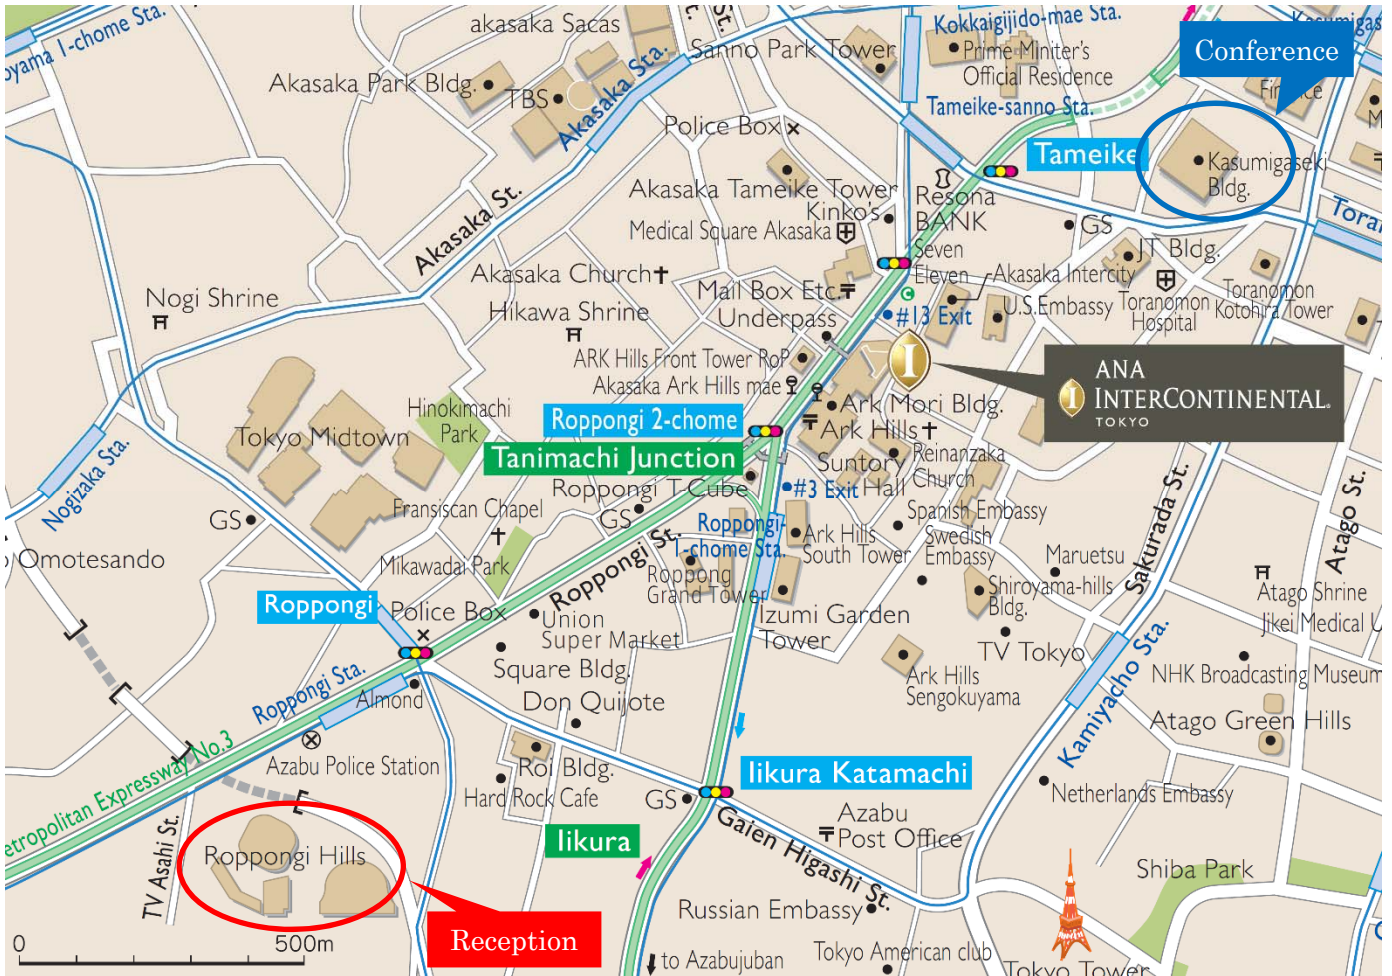 akasaka Sacas
Kokkaigijido-mae Sta.
oyama 1-chome Sta.
St.
Sanno Park Tower
Prime Miniter's
Official Residence
Conference
Finance
Akasaka Park Bldg.
TBS
Akasaka Sta.
Tameike-sanno Sta.
Police Box
Tameike
Kasumigaseki
Bldg.
Akasaka Tameike Tower
Kinko's
Resona
BANK
Medical Square Akasaka
GS
JT Bldg.
Akasaka St.
Seven
Eleven
Akasaka Intercity
Akasaka Church
Mall Box Etc.
Underpass
#13 Exit
U.S.Embassy
Toranomon
Hospital
Toranomon
Kotohira Tower
Nogi Shrine
Hikawa Shrine
ARK Hills Front Tower RoP
Akasaka Ark Hills mae
ANA
INTERCONTINENTAL®
TOKYO
Hinokimachi
Park
Roppongi 2-chome
Ark Mori Bldg.
Ark Hills
Tokyo Midtown
Tanimachi Junction
Suntory
Hall
Reinanzaka
Church
Nogizaka Sta.
Roppongi T-Cube
#3 Exit
GS
Fransiscan Chapel
GS
Roppongi-
1-chome Sta.
Spanish Embassy
Swedish
Embassy
Ark Hills
South Tower
Sakurada St.
Atago St.
Omotesando
Mikawadai Park
Roppongi St.
Roppong
Grand Tower
Maruetsu
Shiroyama-hills
Bldg.
Atago Shrine
Jikei Medical U
Roppongi
Police Box
Union
Super Market
Izumi Garden
Tower
TV Tokyo
Square Bldg.
Ark Hills
Sengokuyama
NHK Broadcasting Museum
Roppongi Sta.
Almond
Don Quijote
Kamiyacho Sta.
Atago Green Hills
Azabu Police Station
Roi Bldg.
Hard Rock Cafe
Iikura Katamachi
Netherlands Embassy
etropolitan Expressway No.3
GS
Azabu
Post Office
Iikura
Gaien Higashi St.
Shiba Park
Roppongi Hills
TV Asahi St.
Russian Embassy
Reception
0
500m
to Azabujuban
Tokyo American club
Tokyo Tower